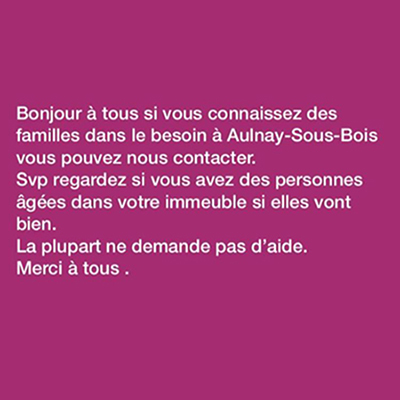 Bonjour à tous si vous connaissez des
familles dans le besoin à Aulnay-Sous-Bois
vous pouvez nous contacter.
Svp regardez si vous avez des personnes
âgées dans votre immeuble si elles vont
bien.
La plupart ne demande pas d’aide.
Merci à tous .